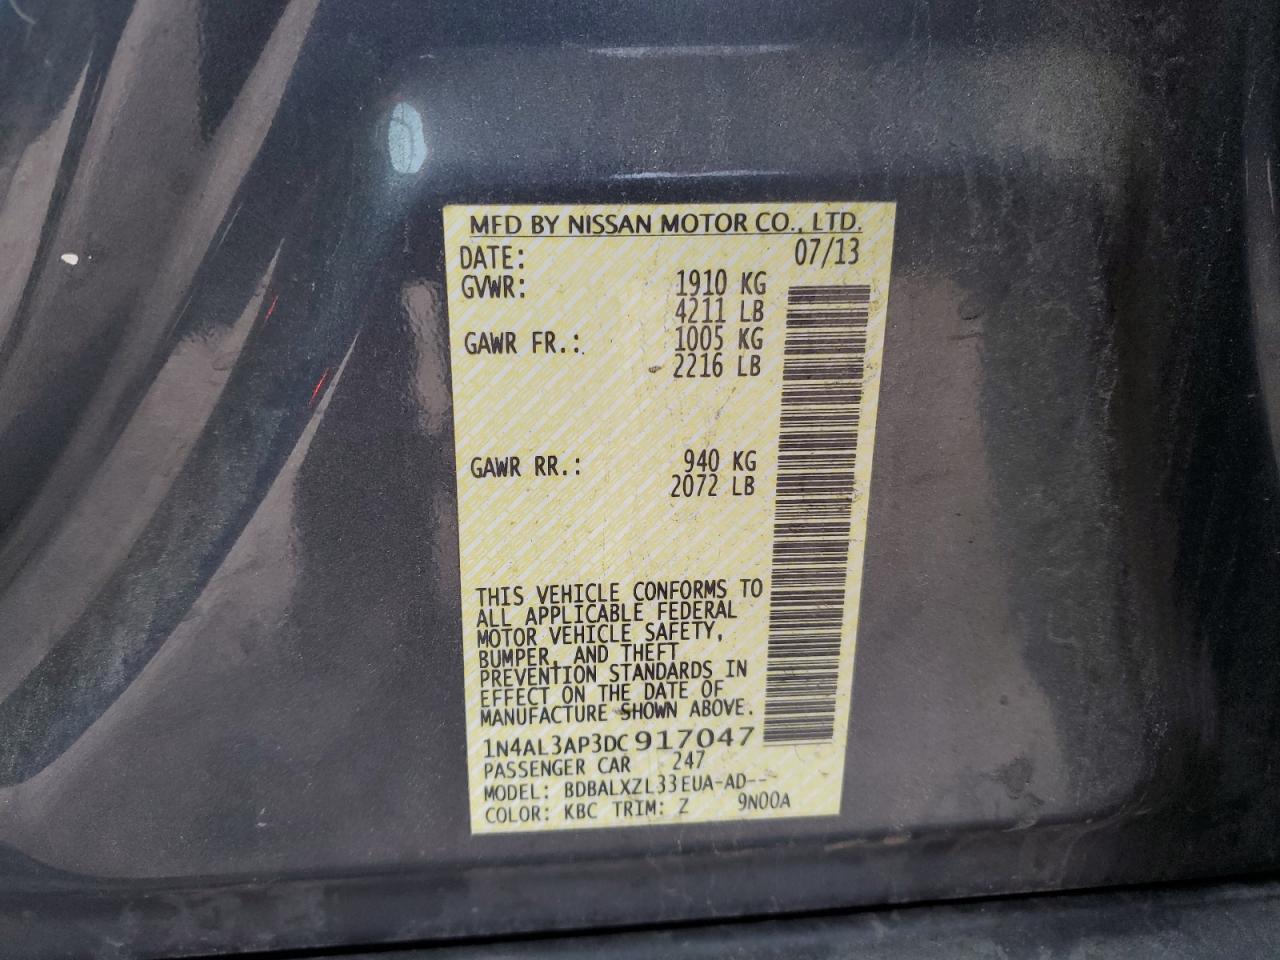 MFD BY NISSAN MOTOR CO., LTD.
DATE: 07/13
GVWR: 1910 KG
4211 LB
GAWR FR.: 1005 KG
2216 LB
GAWR RR.: 940 KG
2072 LB
THIS VEHICLE CONFORMS TO
ALL APPLICABLE FEDERAL
MOTOR VEHICLE SAFETY,
BUMPER, AND THEFT
PREVENTION STANDARDS IN
EFFECT ON THE DATE OF
MANUFACTURE SHOWN ABOVE.
1N4AL3AP3DC917047
PASSENGER CAR 247
MODEL: BDBALXZL33EUA-AD--
COLOR: KBC TRIM: Z 9N00A